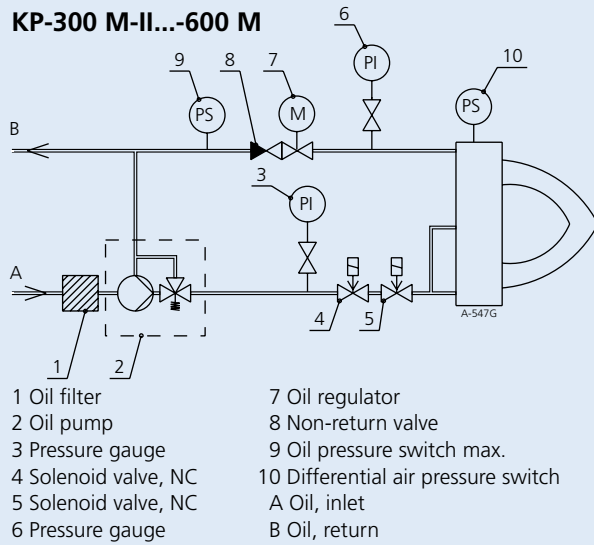 KP-300 M-II...-600 M
6
10
9
8
7
PI
PS
PS
M
B
3
PI
A
A-547G
4
5
1
2
1 Oil filter
2 Oil pump
3 Pressure gauge
4 Solenoid valve, NC
5 Solenoid valve, NC
6 Pressure gauge
7 Oil regulator
8 Non-return valve
9 Oil pressure switch max.
10 Differential air pressure switch
A Oil, inlet
B Oil, return